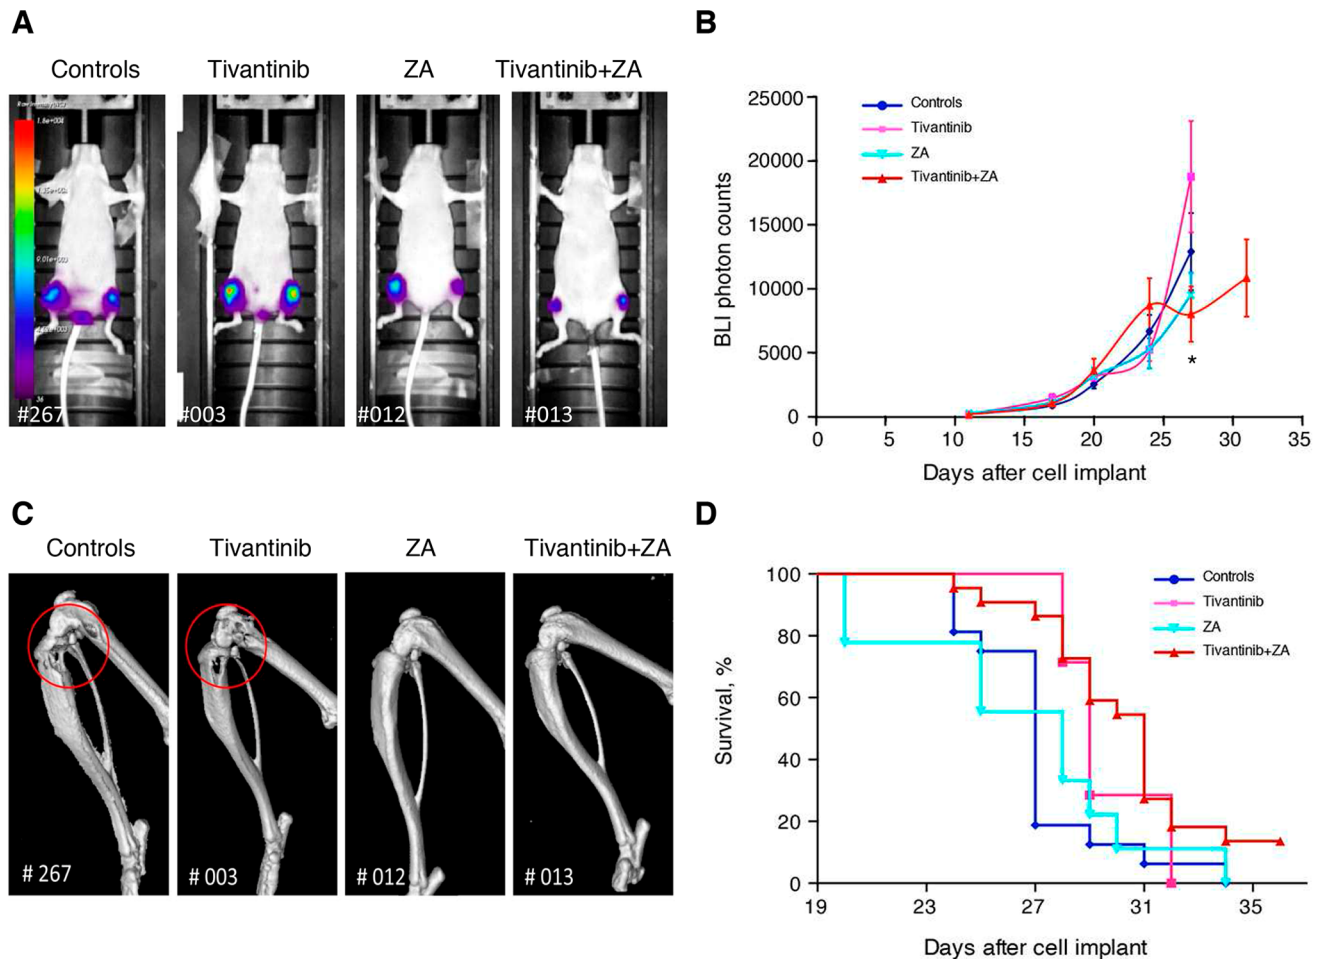 A
Controls
Tivantinib
ZA
Tivantinib+ZA
#267
#003
#012
#013
B
BLI photon counts
25000
20000
15000
10000
5000
0
Controls
Tivantinib
ZA
Tivantinib+ZA
*
0 5 10 15 20 25 30 35
Days after cell implant
C
Controls
Tivantinib
ZA
Tivantinib+ZA
# 267
# 003
# 012
# 013
D
Survival, %
100
80
60
40
20
0
Controls
Tivantinib
ZA
Tivantinib+ZA
19 23 27 31 35
Days after cell implant